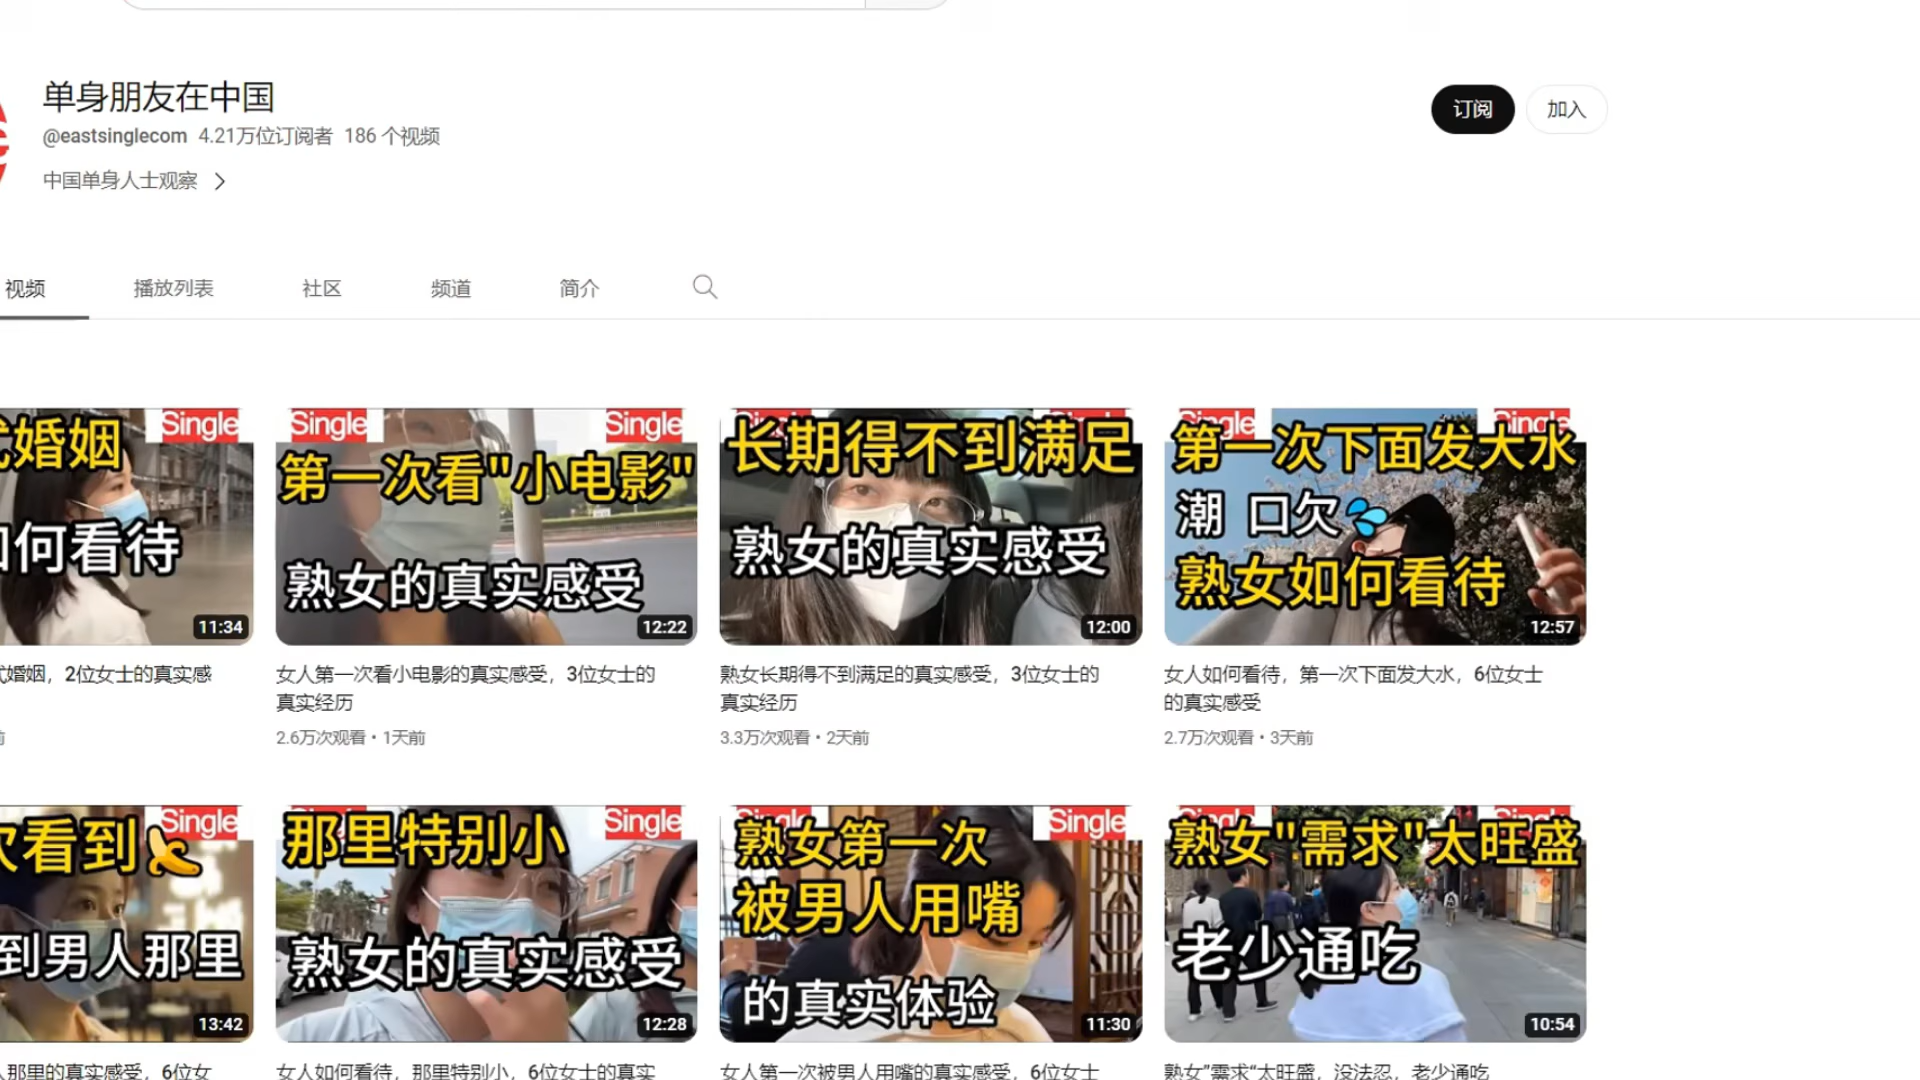 单身朋友在中国
订阅
加入
@eastsinglecom 4.21万位订阅者 186 个视频
中国单身人士观察
视频
播放列表
社区
频道
简介
式婚姻
Single
如何看待
11:34
Single
Single
第一次看"小电影"
熟女的真实感受
12:22
长期得不到满足
熟女的真实感受
12:00
Single
Single
第一次下面发大水
潮 口欠💦
熟女如何看待
12:57
式婚姻，2位女士的真实感
前
女人第一次看小电影的真实感受，3位女士的
真实经历
2.6万次观看•1天前
熟女长期得不到满足的真实感受，3位女士的
真实经历
3.3万次观看•2天前
女人如何看待，第一次下面发大水，6位女士
的真实感受
2.7万次观看•3天前
Single
次看到🍌
到男人那里
13:42
Single
那里特别小
熟女的真实感受
12:28
Single
Single
熟女第一次
被男人用嘴
的真实体验
11:30
熟女"需求"太旺盛
老少通吃
10:54
人那里的真实感受，6位女
女人如何看待，那里特别小，6位女士的真实
女人第一次被男人用嘴的真实感受，6位女士
熟女"需求"太旺盛，没法忍，老少通吃